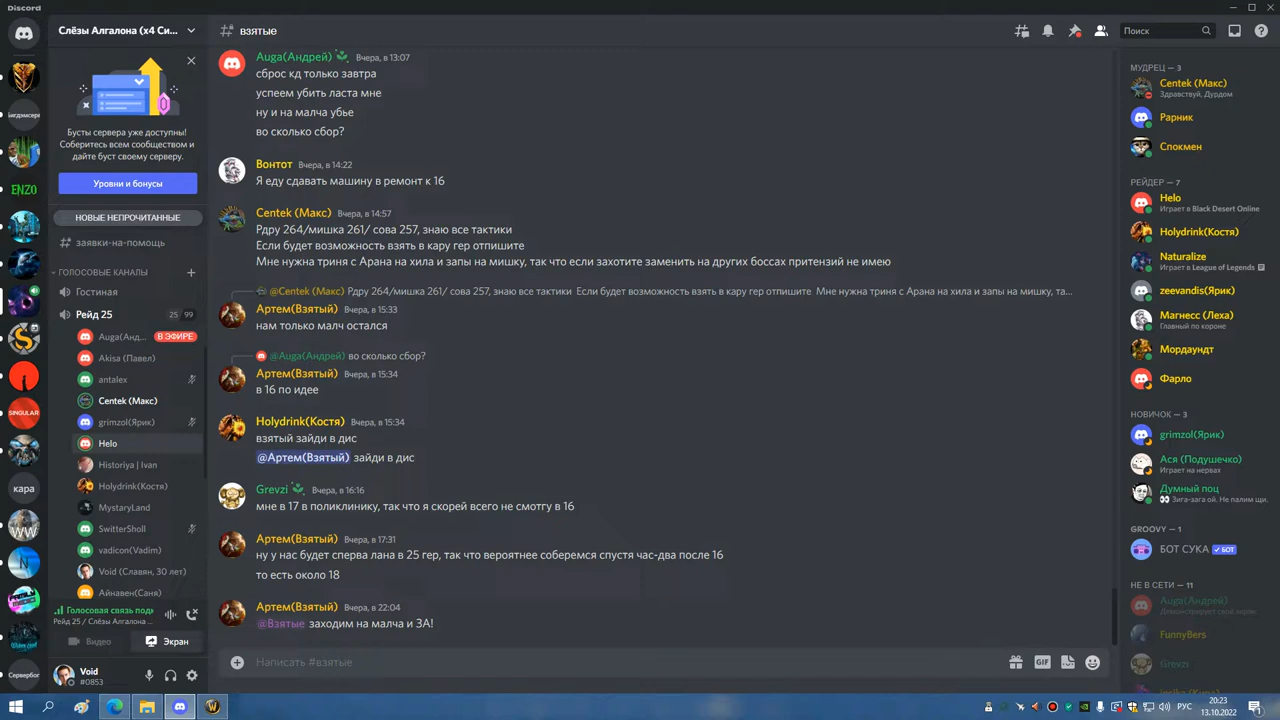 Discord
Слёзы Алгалона (x4 Си...
Бусты сервера уже доступны!
Соберитесь всем сообществом и
дайте буст своему серверу.
Уровни и бонусы
НОВЫЕ НЕПРОЧИТАННЫЕ
# заявки-на-помощь
ГОЛОСОВЫЕ КАНАЛЫ
Гостиная
Рейд 25
25 99
Auga(Анд...
В ЭФИРЕ
Akisa (Павел)
antalex
Centek (Макс)
grimzol(Ярик)
Helo
Historiya | Ivan
Holydrink(Костя)
MystaryLand
SwitterSholl
vadicon(Vadim)
Void (Славян, 30 лет)
Айнавен(Саня)
Голосовая связь подк
Рейд 25 / Слёзы Алгалона ...
Видео
Экран
Void
#0853
ENZO
SINGULAR
кара
WW
N
Сервербог
взятые
Поиск
Auga(Андрей) Вчера, в 13:07
сброс кд только завтра
успеем убить ласта мне
ну и на малча убье
во сколько сбор?
Вонтот Вчера, в 14:22
Я еду сдавать машину в ремонт к 16
Centek (Макс) Вчера, в 14:57
Рдру 264/мишка 261/ сова 257, знаю все тактики
Если будет возможность взять в кару гер отпишите
Мне нужна триня с Арана на хила и запы на мишку, так что если захотите заменить на других боссах притензий не имею
@Centek (Макс) Рдру 264/мишка 261/ сова 257, знаю все тактики Если будет возможность взять в кару гер отпишите Мне нужна триня с Арана на хила и запы на мишку, та...
Артем(Взятый) Вчера, в 15:33
нам только малч остался
@Auga(Андрей) во сколько сбор?
Артем(Взятый) Вчера, в 15:34
в 16 по идее
Holydrink(Костя) Вчера, в 15:34
взятый зайди в дис
@Артем(Взятый) зайди в дис
Grevzi Вчера, в 16:16
мне в 17 в поликлинику, так что я скорей всего не смотгу в 16
Артем(Взятый) Вчера, в 17:31
ну у нас будет сперва лана в 25 гер, так что вероятнее соберемся спустя час-два после 16
то есть около 18
Артем(Взятый) Вчера, в 22:04
@Взятые заходим на малча и ЗА!
Написать #взятые
GIF
МУДРЕЦ — 3
Centek (Макс)
Здравствуй, Дурдом
Рарник
Спокмен
РЕЙДЕР — 7
Helo
Играет в Black Desert Online
Holydrink(Костя)
Naturalize
Играет в League of Legends
zeevandis(Ярик)
Магнесс (Леха)
Главный по короне
Мордаундт
Фарло
НОВИЧОК — 3
grimzol(Ярик)
Ася (Подушечко)
Играет на нервах
Думный поц
Зига-зага ой. Не палим ши.
GROOVY — 1
БОТ СУКА БОТ
НЕ В СЕТИ — 11
Auga(Андрей)
Демонстрирует свой экран
FunnyBers
Grevzi
РУС
20:23
13.10.2022